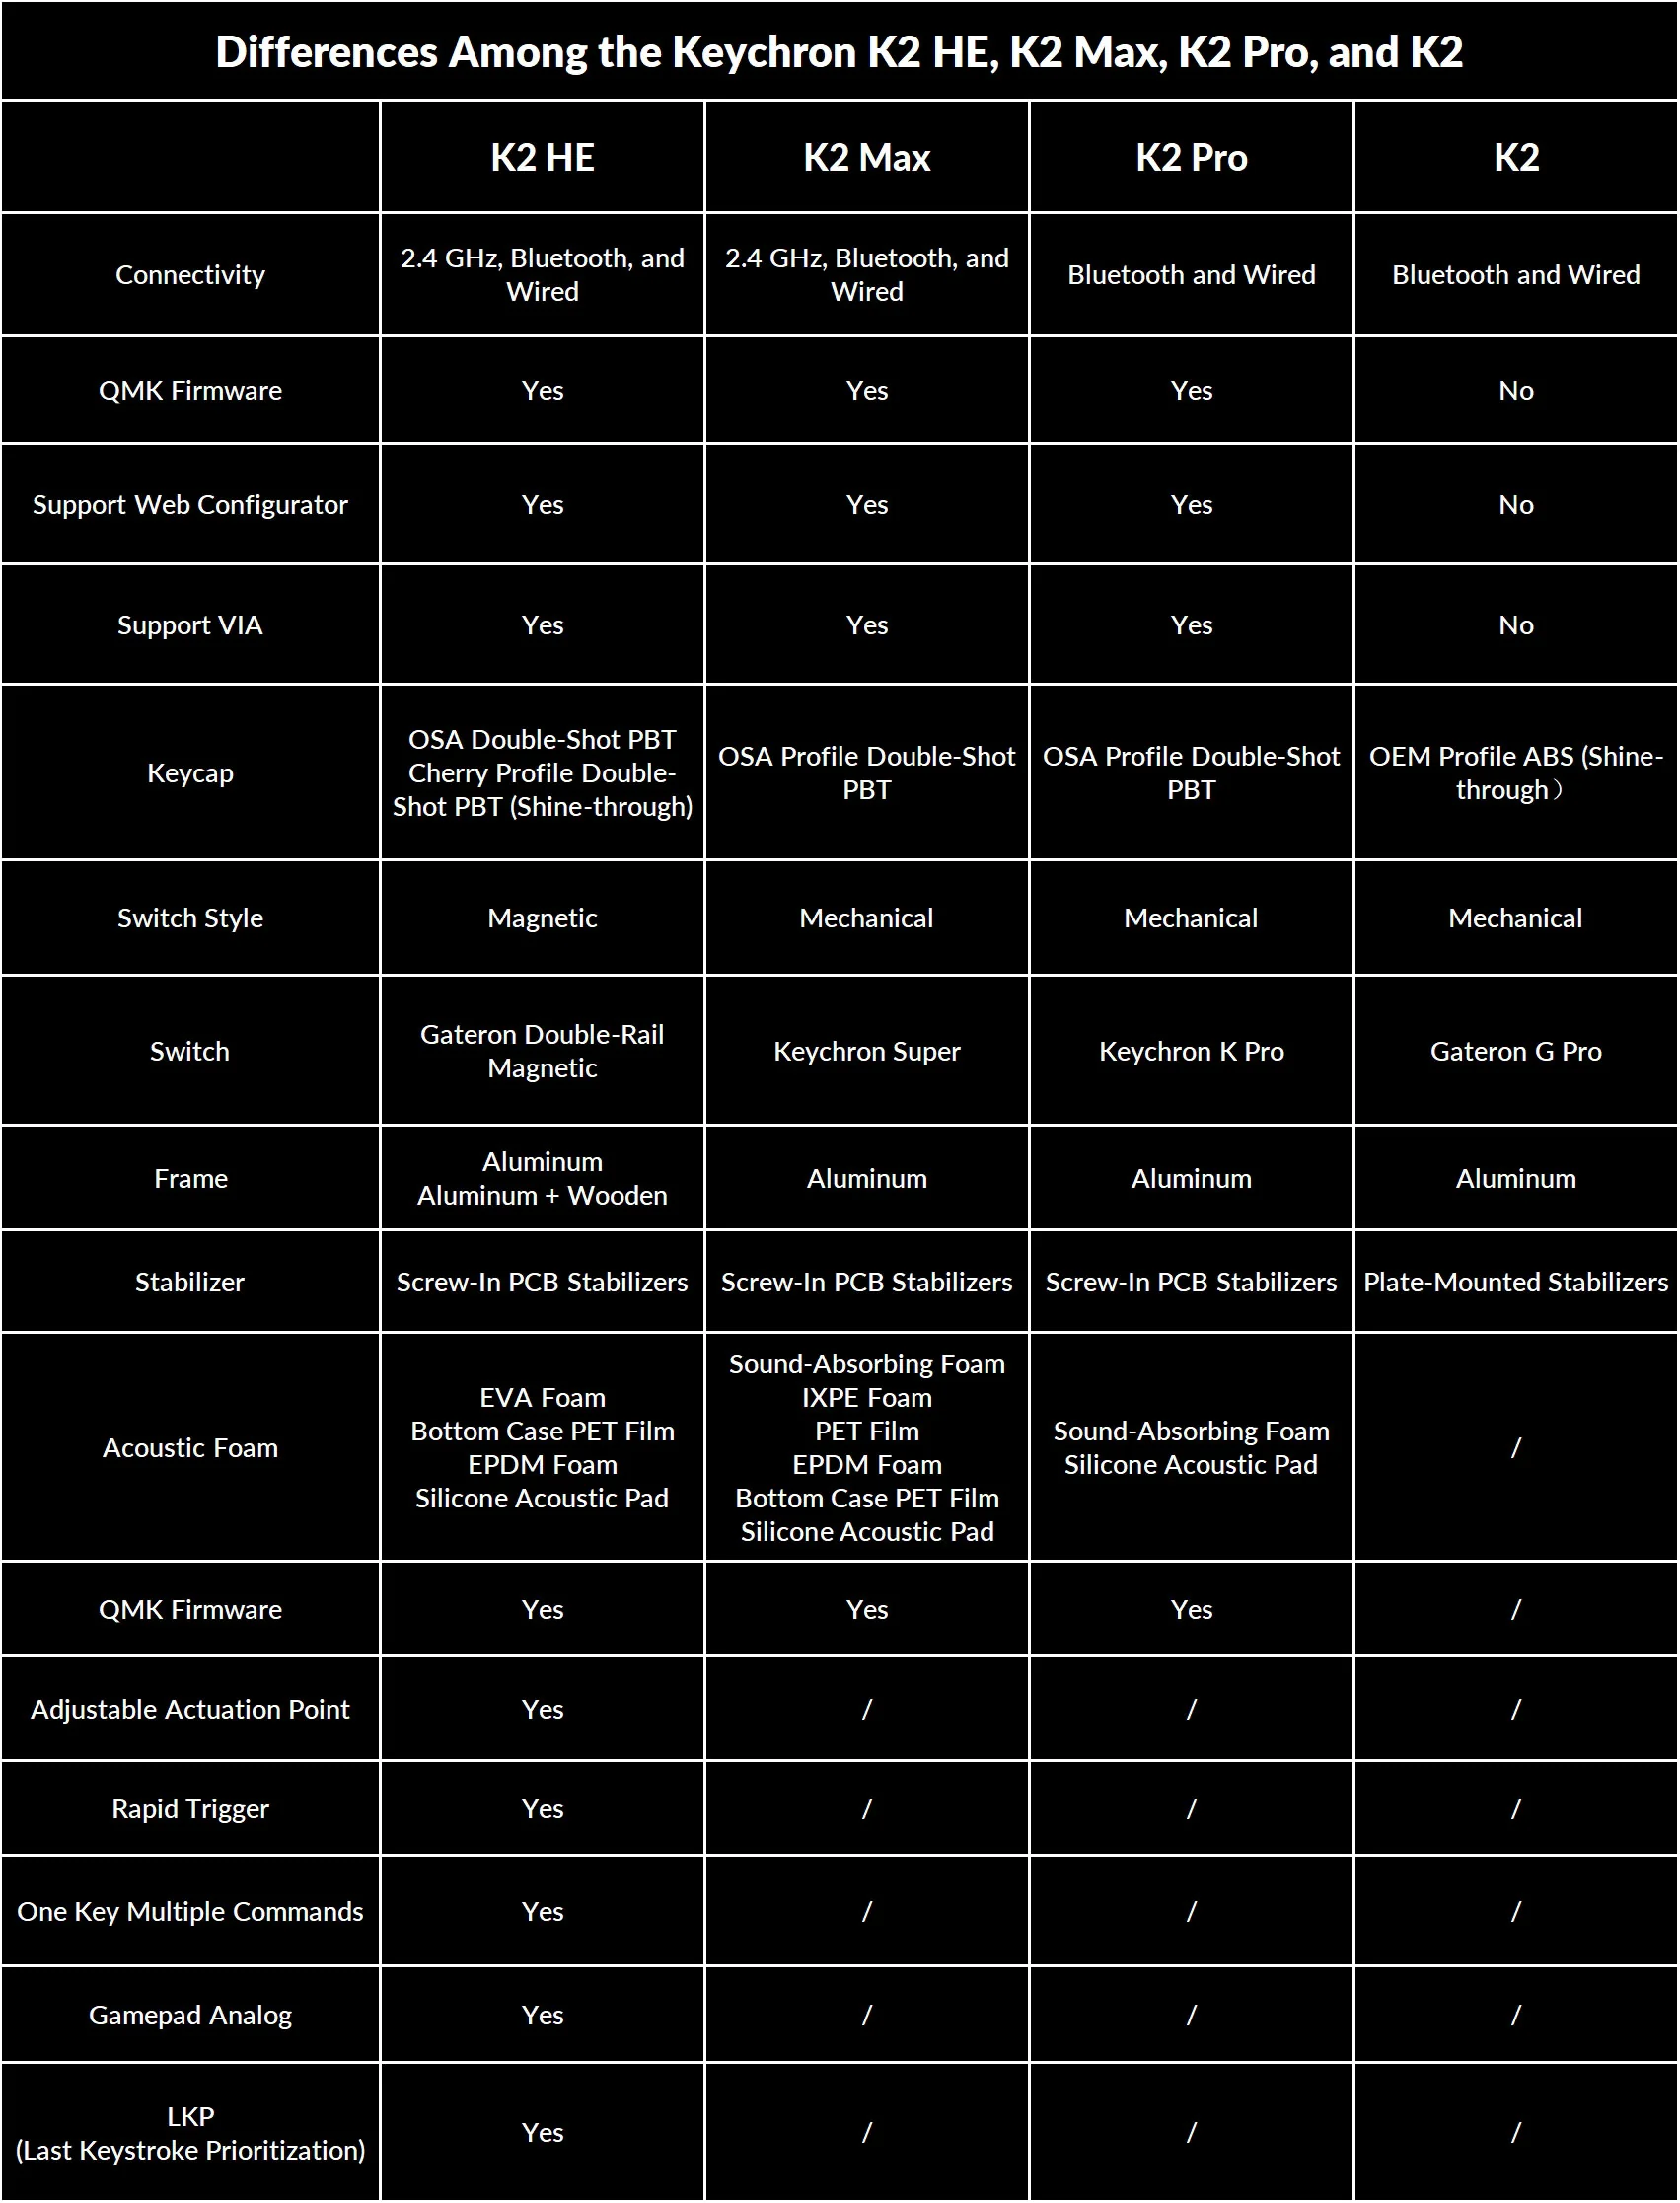 Differences Among the Keychron K2 HE, K2 Max, K2 Pro, and K2
K2 HE
K2 Max
K2 Pro
K2
Connectivity
2.4 GHz, Bluetooth, and
Wired
2.4 GHz, Bluetooth, and
Wired
Bluetooth and Wired
Bluetooth and Wired
QMK Firmware
Yes
Yes
Yes
No
Support Web Configurator
Yes
Yes
Yes
No
Support VIA
Yes
Yes
Yes
No
Keycap
OSA Double-Shot PBT
Cherry Profile Double-
Shot PBT (Shine-through)
OSA Profile Double-Shot
PBT
OSA Profile Double-Shot
PBT
OEM Profile ABS (Shine-
through）
Switch Style
Magnetic
Mechanical
Mechanical
Mechanical
Switch
Gateron Double-Rail
Magnetic
Keychron Super
Keychron K Pro
Gateron G Pro
Frame
Aluminum
Aluminum + Wooden
Aluminum
Aluminum
Aluminum
Stabilizer
Screw-In PCB Stabilizers
Screw-In PCB Stabilizers
Screw-In PCB Stabilizers
Plate-Mounted Stabilizers
Acoustic Foam
EVA Foam
Bottom Case PET Film
EPDM Foam
Silicone Acoustic Pad
Sound-Absorbing Foam
IXPE Foam
PET Film
EPDM Foam
Bottom Case PET Film
Silicone Acoustic Pad
Sound-Absorbing Foam
Silicone Acoustic Pad
/
QMK Firmware
Yes
Yes
Yes
/
Adjustable Actuation Point
Yes
/
/
/
Rapid Trigger
Yes
/
/
/
One Key Multiple Commands
Yes
/
/
/
Gamepad Analog
Yes
/
/
/
LKP
(Last Keystroke Prioritization)
Yes
/
/
/